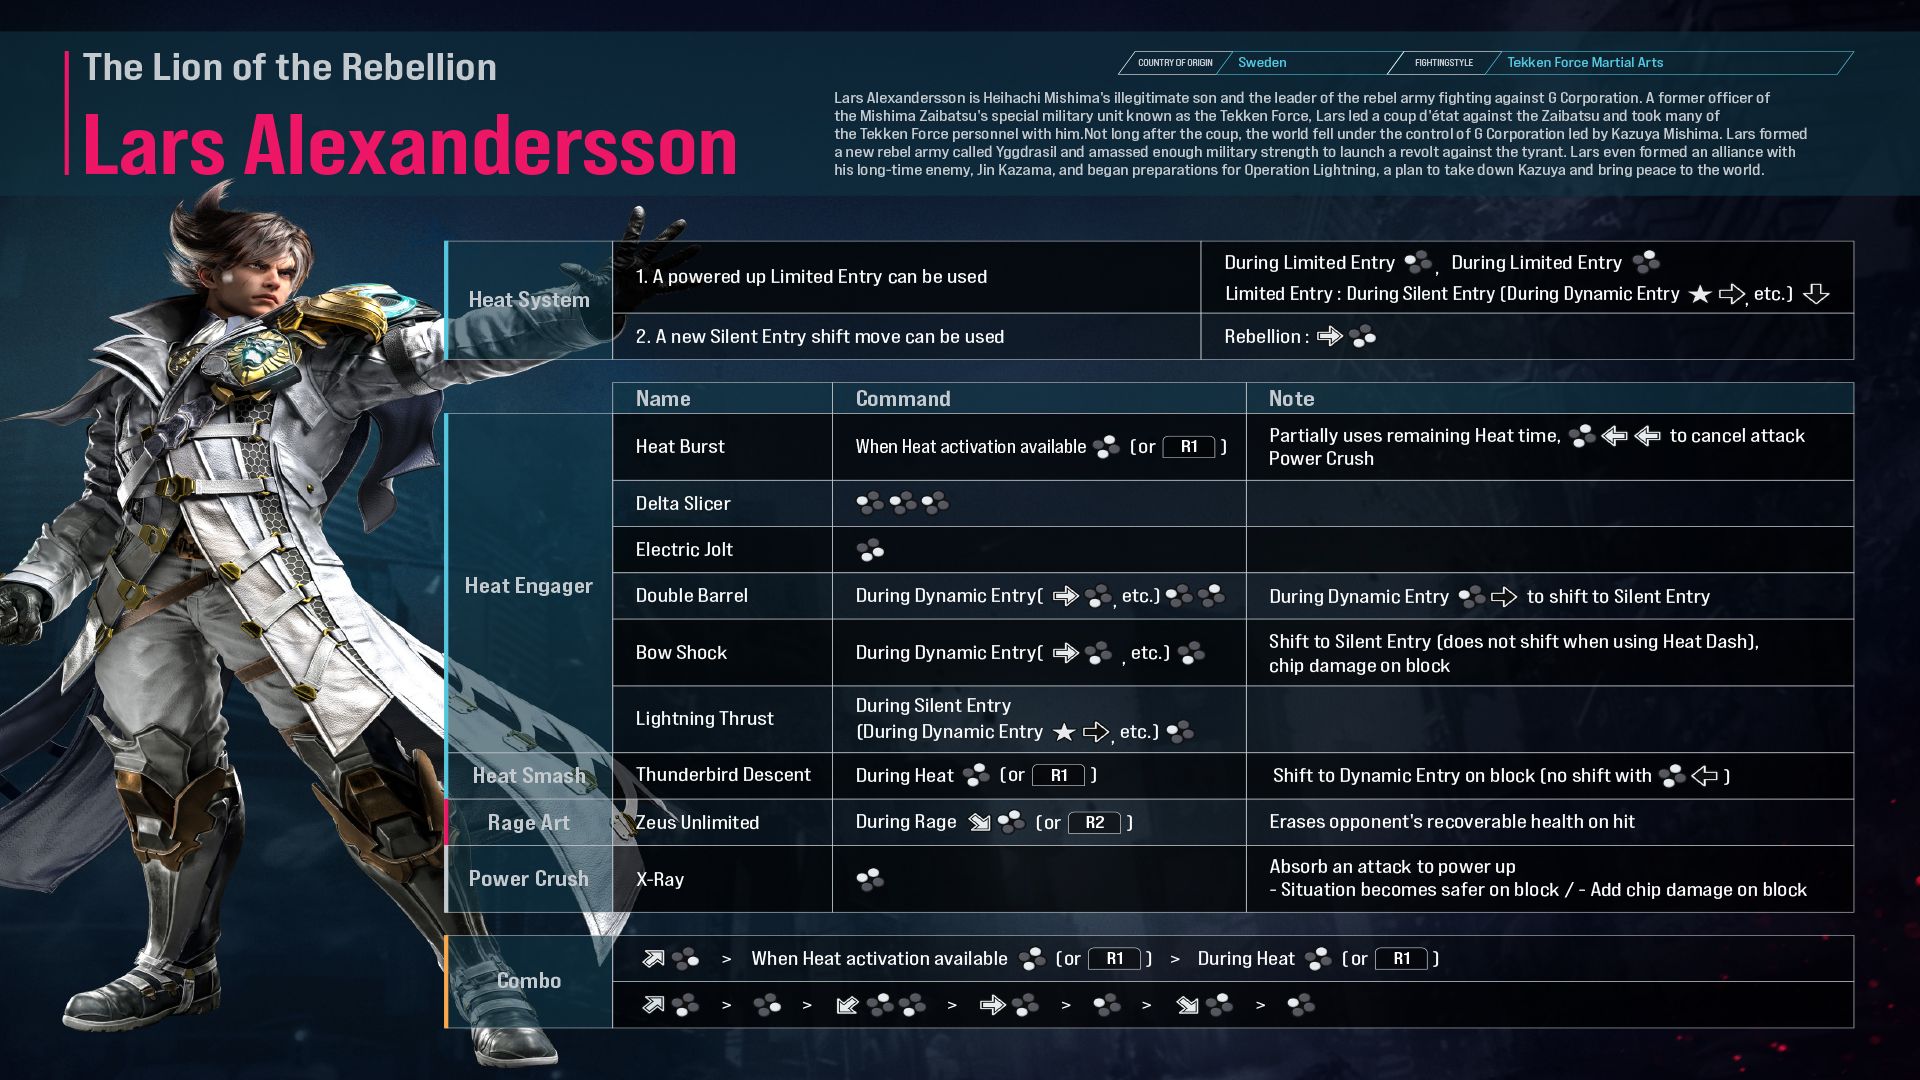 The Lion of the Rebellion
Lars Alexandersson
COUNTRY OF ORIGIN Sweden FIGHTINGSTYLE Tekken Force Martial Arts
Lars Alexandersson is Heihachi Mishima's illegitimate son and the leader of the rebel army fighting against G Corporation. A former officer of
the Mishima Zaibatsu's special military unit known as the Tekken Force, Lars led a coup d'état against the Zaibatsu and took many of
the Tekken Force personnel with him.Not long after the coup, the world fell under the control of G Corporation led by Kazuya Mishima. Lars formed
a new rebel army called Yggdrasil and amassed enough military strength to launch a revolt against the tyrant. Lars even formed an alliance with
his long-time enemy, Jin Kazama, and began preparations for Operation Lightning, a plan to take down Kazuya and bring peace to the world.
Heat System
1. A powered up Limited Entry can be used
During Limited Entry , During Limited Entry
Limited Entry : During Silent Entry (During Dynamic Entry ★ ⇨, etc.) ⇩
2. A new Silent Entry shift move can be used
Rebellion : ➡
Name Command Note
Heat Engager
Heat Burst
When Heat activation available (or R1 )
Partially uses remaining Heat time, ⬅ ⬅ to cancel attack
Power Crush
Delta Slicer
Electric Jolt
Double Barrel
During Dynamic Entry( ➡ , etc.)
During Dynamic Entry ⇨ to shift to Silent Entry
Bow Shock
During Dynamic Entry( ➡ , etc.)
Shift to Silent Entry (does not shift when using Heat Dash),
chip damage on block
Lightning Thrust
During Silent Entry
(During Dynamic Entry ★ ⇨, etc.)
Heat Smash
Thunderbird Descent
During Heat (or R1 )
Shift to Dynamic Entry on block (no shift with ⇦ )
Rage Art
Zeus Unlimited
During Rage ⬊ (or R2 )
Erases opponent's recoverable health on hit
Power Crush
X-Ray
Absorb an attack to power up
- Situation becomes safer on block / - Add chip damage on block
Combo
⬈ > When Heat activation available (or R1 ) > During Heat (or R1 )
⬈ > > ⬋ > ➡ > > ⬊ >